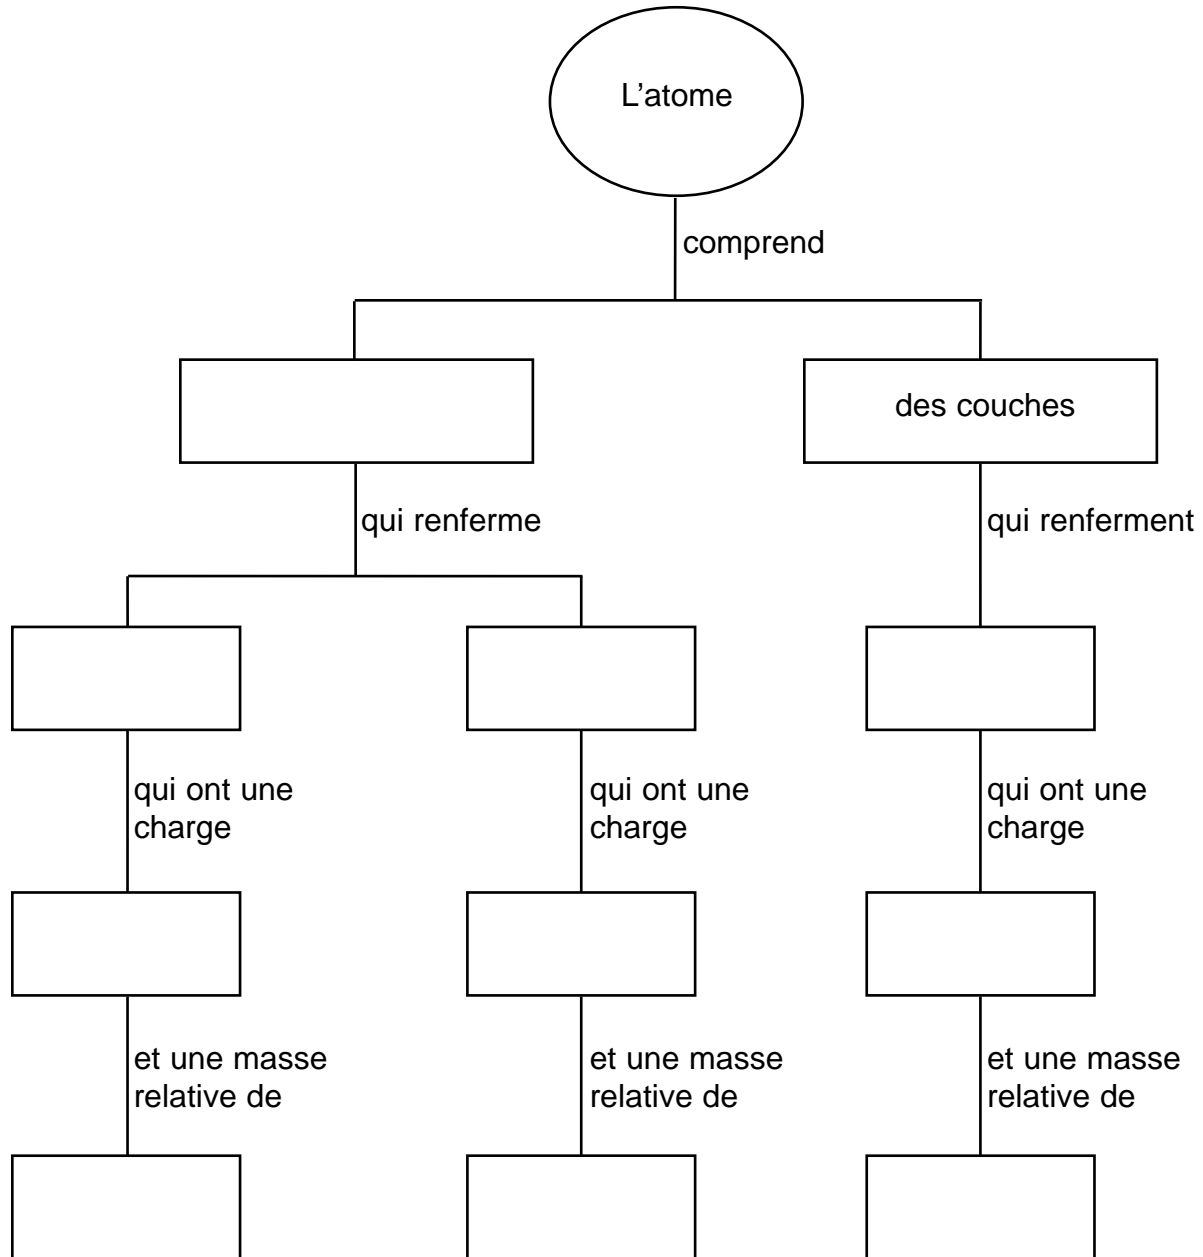 L'atome
comprend
des couches
qui renferme
qui renferment
qui ont une
charge
qui ont une
charge
qui ont une
charge
et une masse
relative de
et une masse
relative de
et une masse
relative de